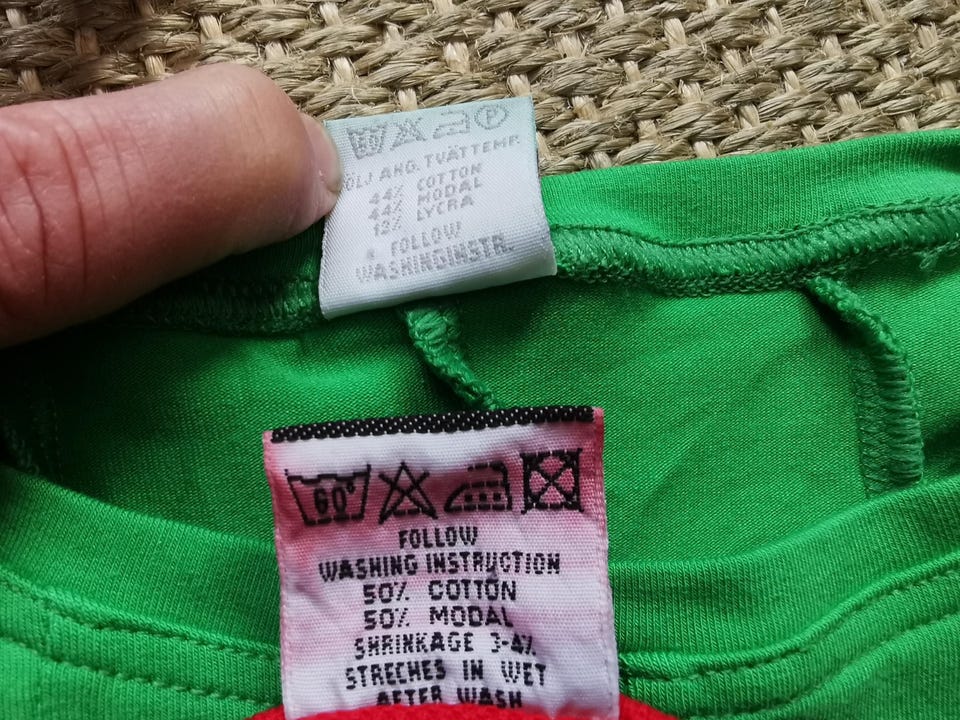 60 P
ÖLJ ANG. TVÄTTEMP.
44% COTTON
44% MODAL
12% LYCRA
FOLLOW
WASHINGINSTR.
60°
FOLLOW
WASHING INSTRUCTION
50% COTTON
50% MODAL
SHRINKAGE 3-4%
STRECHES IN WET
AFTER WASH